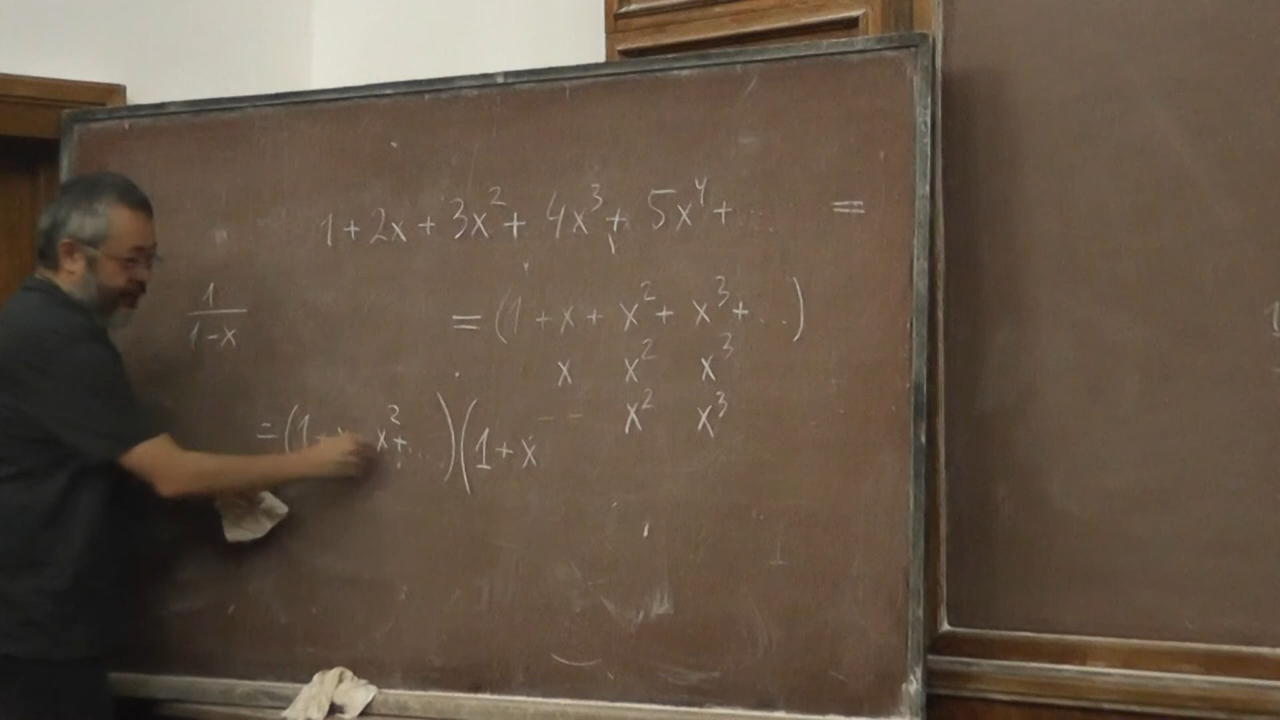 1+2x+3x²+4x³+5x⁴+... =
1/(1-x)
=(1+x+x²+x³+...)
x x² x³
x² x³
=(1+x x²+...)(1+x